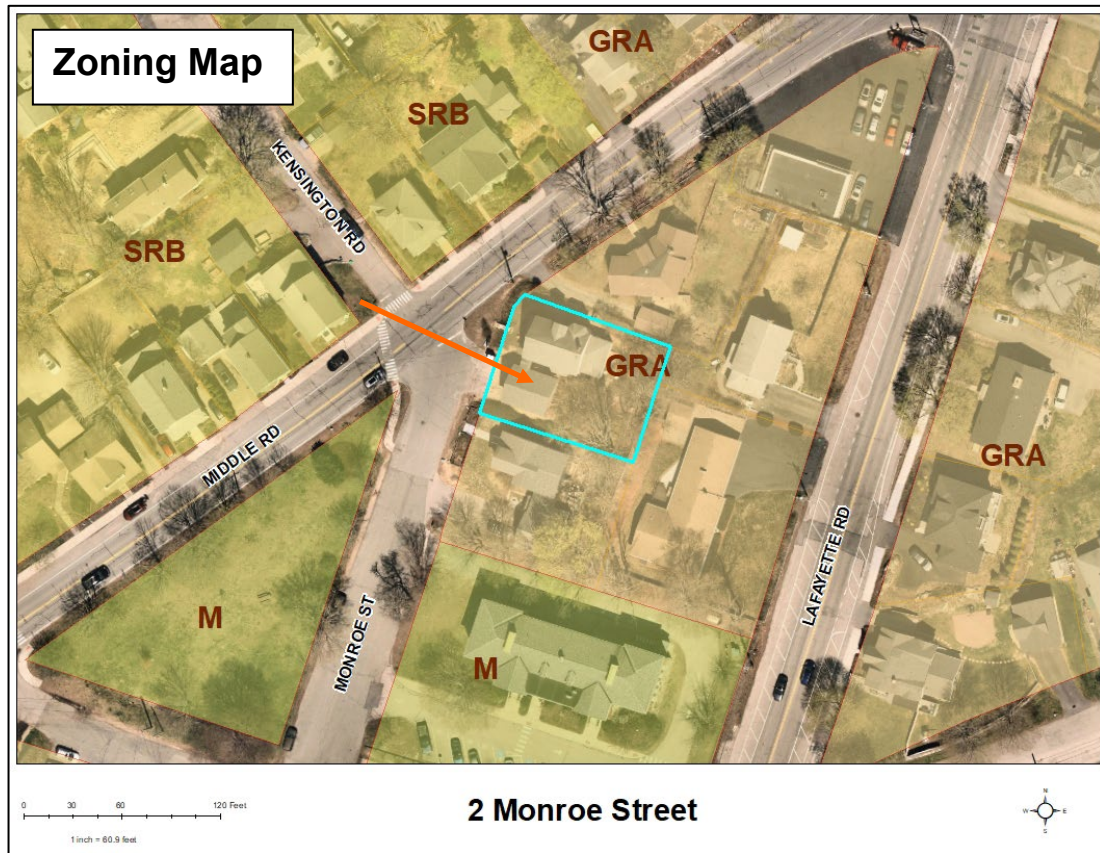 Zoning Map
GRA
SRB
KENSINGTON RD
SRB
GRA
MIDDLE RD
GRA
LAFAYETTE RD
M
MONROE ST
M
0 30 60 120 Feet
1 inch = 60.9 feet
2 Monroe Street
N
W E
S